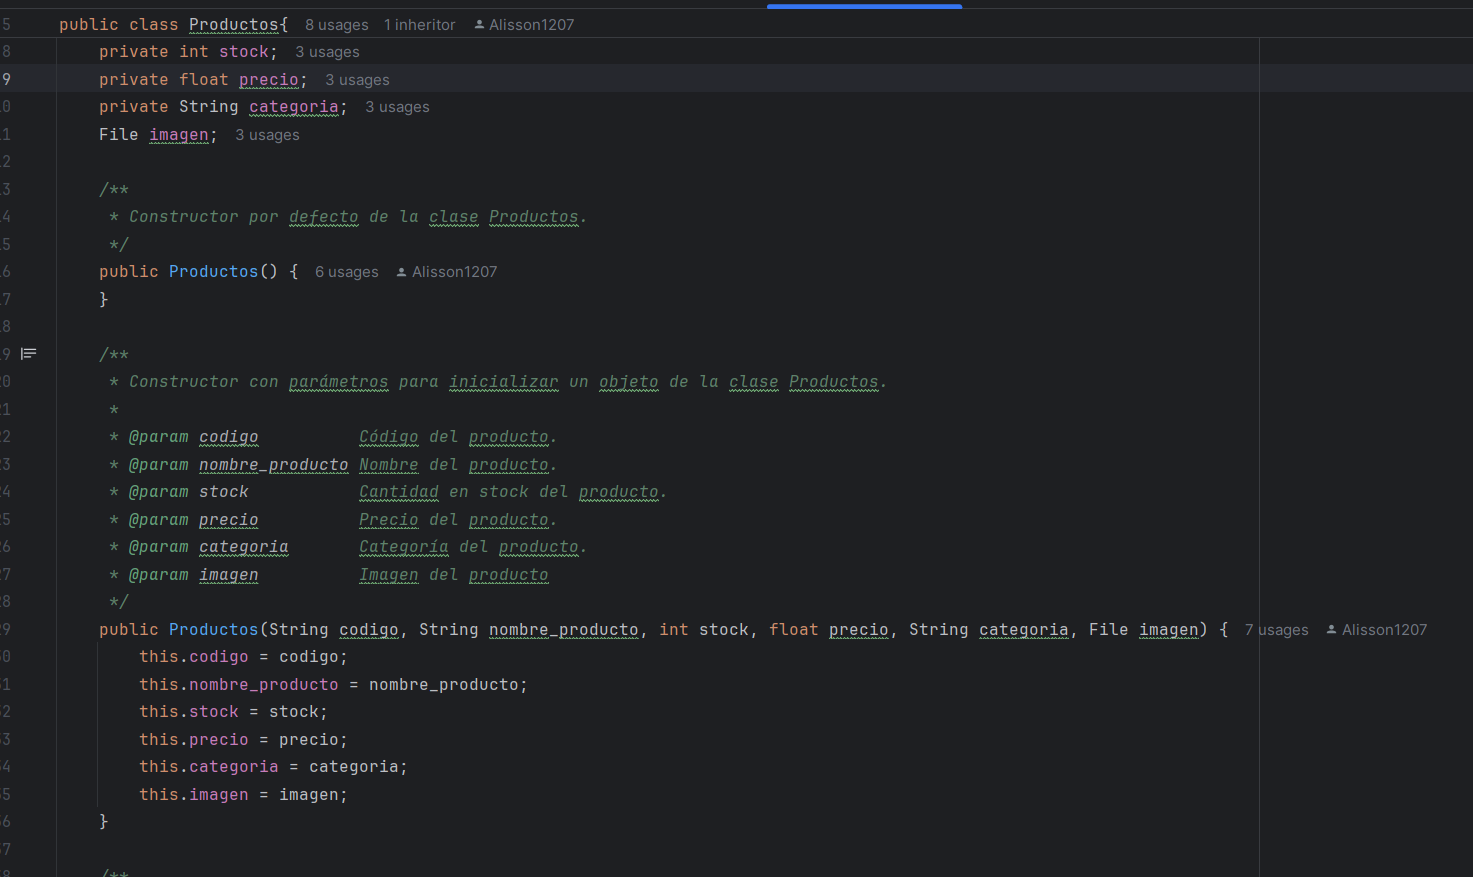 5 public class Productos{ 8 usages 1 inheritor Alisson1207
8 private int stock; 3 usages
9 private float precio; 3 usages
0 private String categoria; 3 usages
1 File imagen; 3 usages
2
3 /**
4 * Constructor por defecto de la clase Productos.
5 */
6 public Productos() { 6 usages Alisson1207
7 }
8
9 /**
0 * Constructor con parámetros para inicializar un objeto de la clase Productos.
1 *
2 * @param codigo Código del producto.
3 * @param nombre_producto Nombre del producto.
4 * @param stock Cantidad en stock del producto.
5 * @param precio Precio del producto.
6 * @param categoria Categoría del producto.
7 * @param imagen Imagen del producto
8 */
9 public Productos(String codigo, String nombre_producto, int stock, float precio, String categoria, File imagen) { 7 usages Alisson1207
0 this.codigo = codigo;
1 this.nombre_producto = nombre_producto;
2 this.stock = stock;
3 this.precio = precio;
4 this.categoria = categoria;
5 this.imagen = imagen;
6 }
7
8 /**